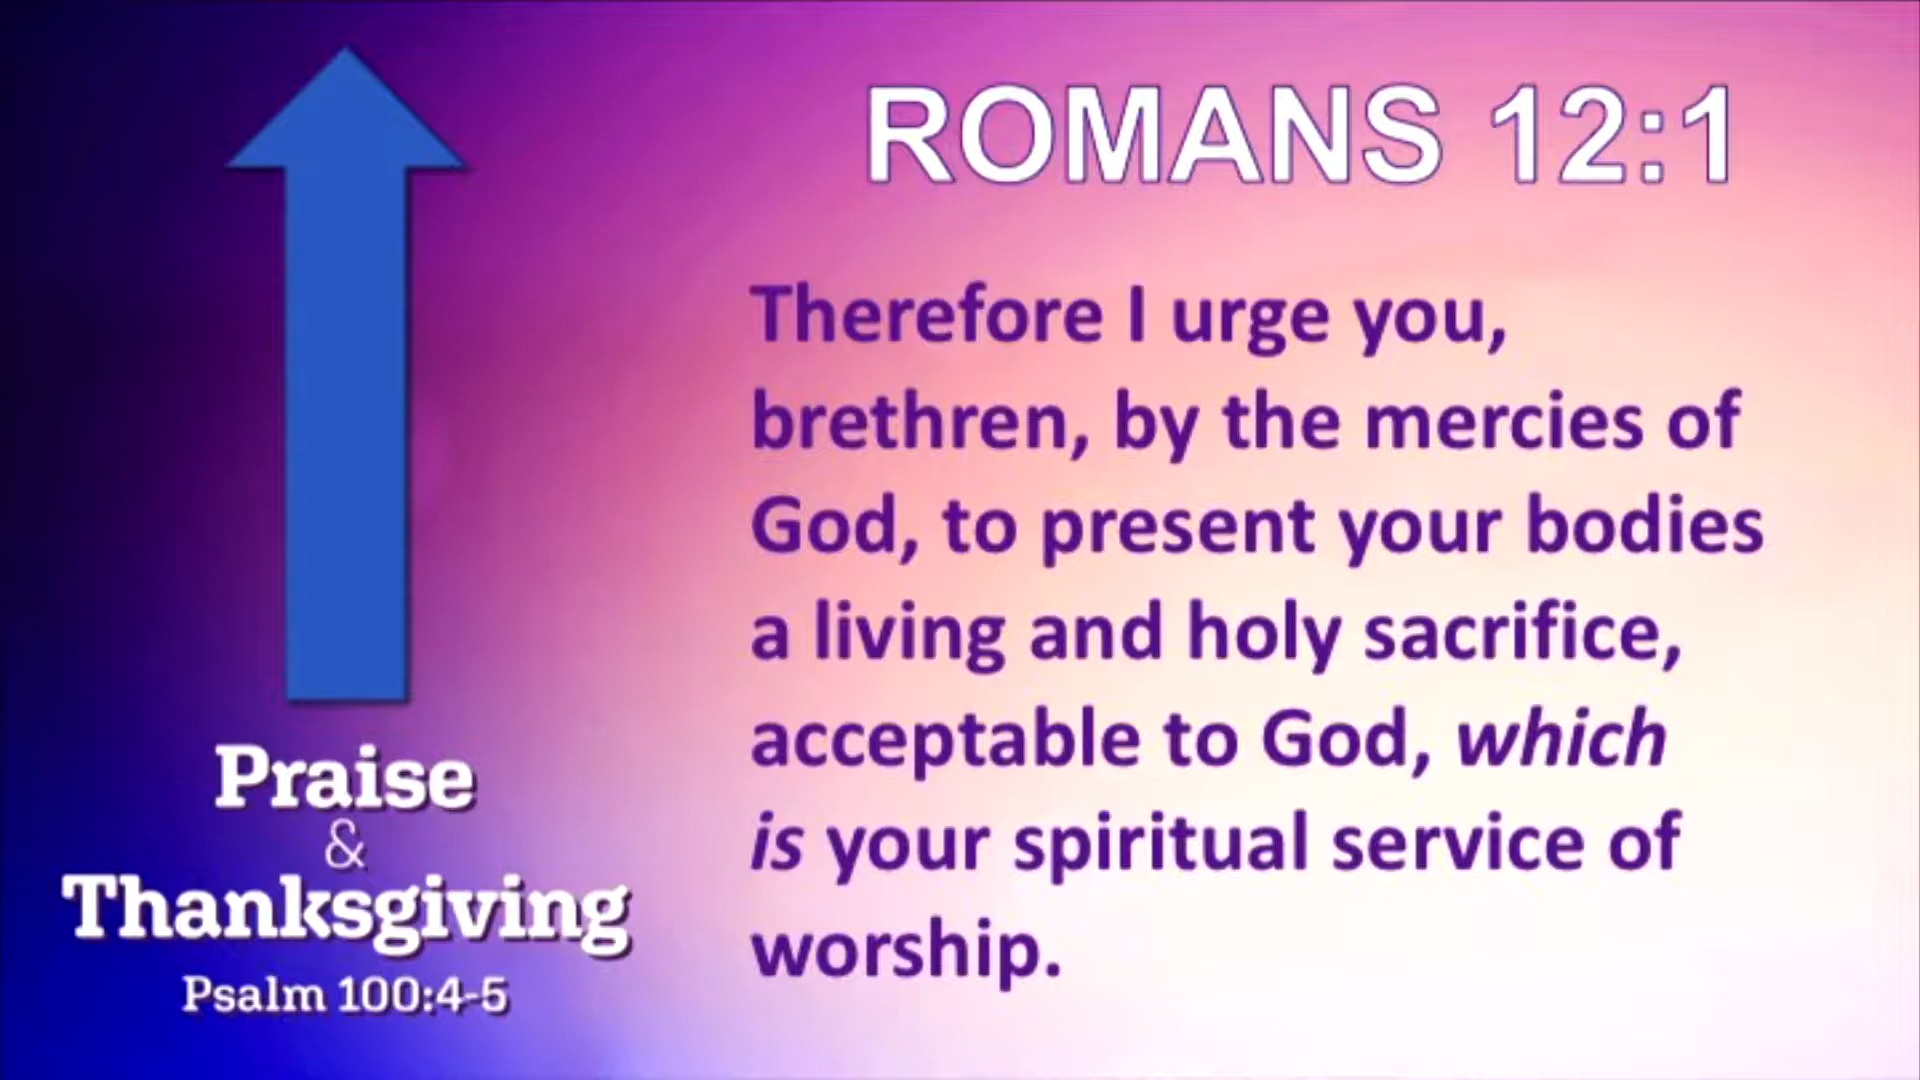 ROMANS 12:1
Therefore I urge you,
brethren, by the mercies of
God, to present your bodies
a living and holy sacrifice,
acceptable to God, which
is your spiritual service of
worship.
Praise
&
Thanksgiving
Psalm 100:4-5